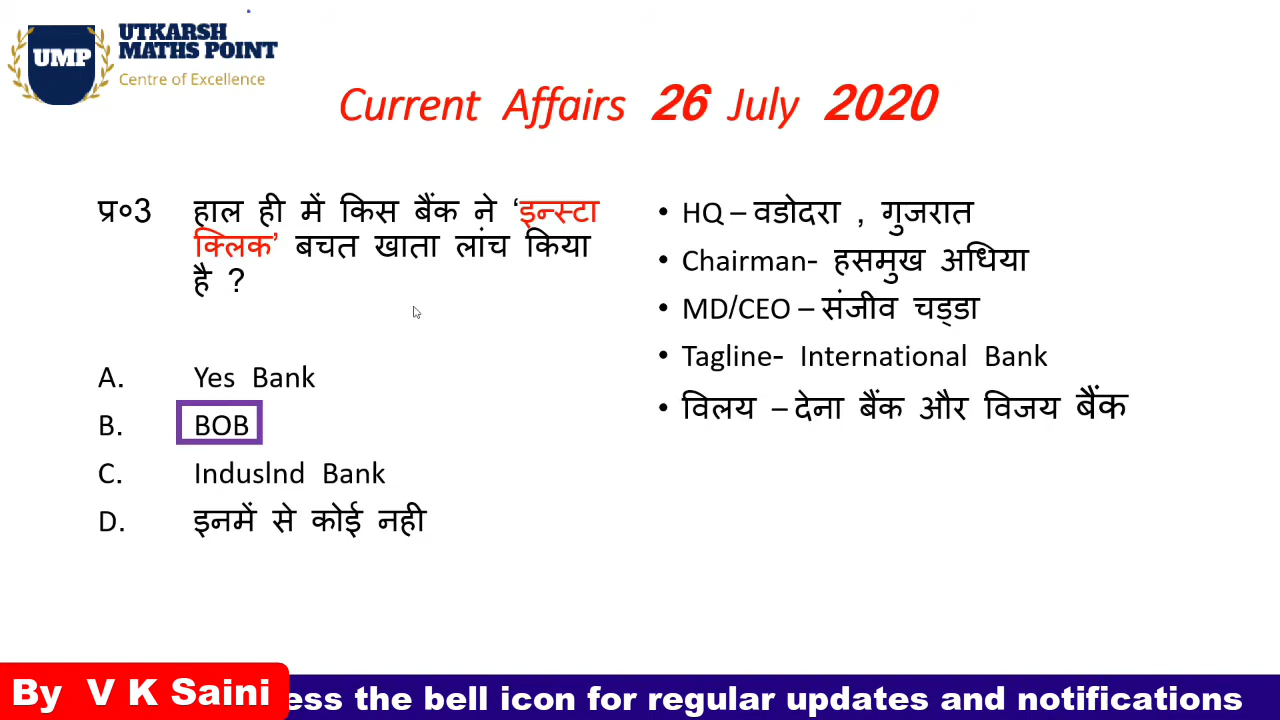 UMP
UTKARSH
MATHS POINT
Centre of Excellence
Current Affairs 26 July 2020
प्र०3 हाल ही में किस बैंक ने ‘इन्स्टा
क्लिक’ बचत खाता लांच किया
है ?
A. Yes Bank
B. BOB
C. Induslnd Bank
D. इनमें से कोई नही
• HQ – वडोदरा , गुजरात
• Chairman- हसमुख अधिया
• MD/CEO – संजीव चड्डा
• Tagline- International Bank
• विलय – देना बैंक और विजय बैंक
By V K Saini
ess the bell icon for regular updates and notifications